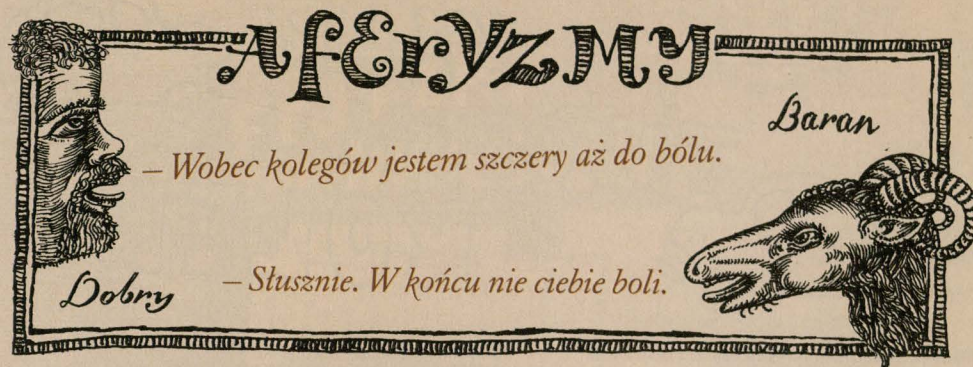 AfEryZMy
Baran
– Wobec kolegów jestem szczery aż do bólu.
Dobry
– Słusznie. W końcu nie ciebie boli.